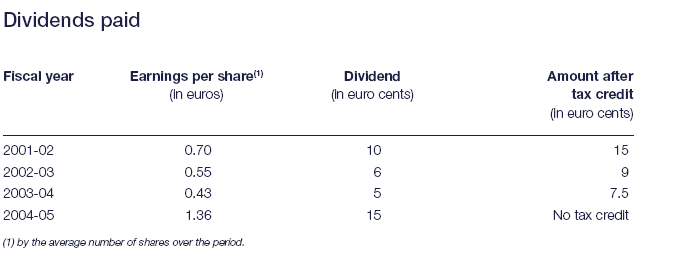 Dividends paid
Fiscal year Earnings per share(1) Dividend Amount after
tax credit
(in euros) (in euro cents)
(in euro cents)
2001-02 0.70 10 15
2002-03 0.55 6 9
2003-04 0.43 5 7.5
2004-05 1.36 15 No tax credit
(1) by the average number of shares over the period.